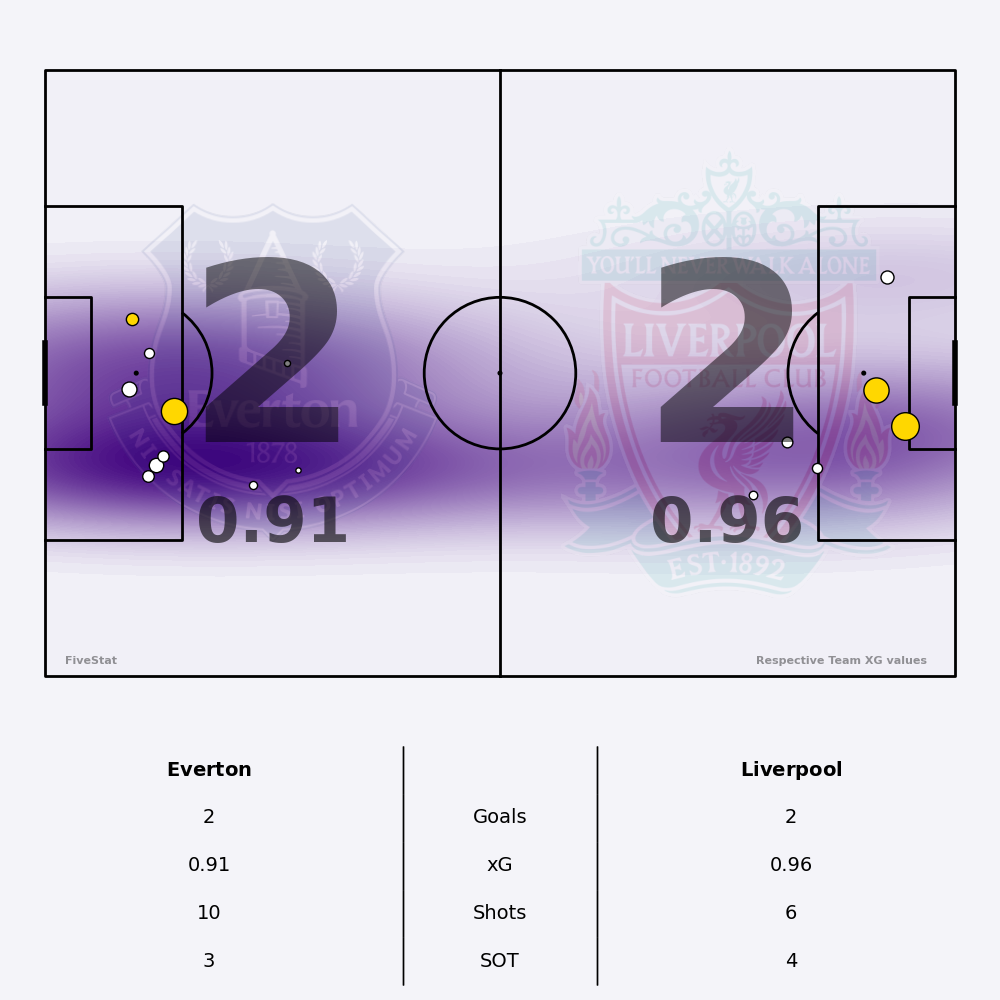 YOU'LL NEVER WALK ALONE
LIVERPOOL
FOOTBALL CLUB
2
2
Everton
1878
NIL SATIS NISI OPTIMUM
0.91
0.96
EST·1892
FiveStat
Respective Team XG values
Everton
Liverpool
2
Goals
2
0.91
xG
0.96
10
Shots
6
3
SOT
4